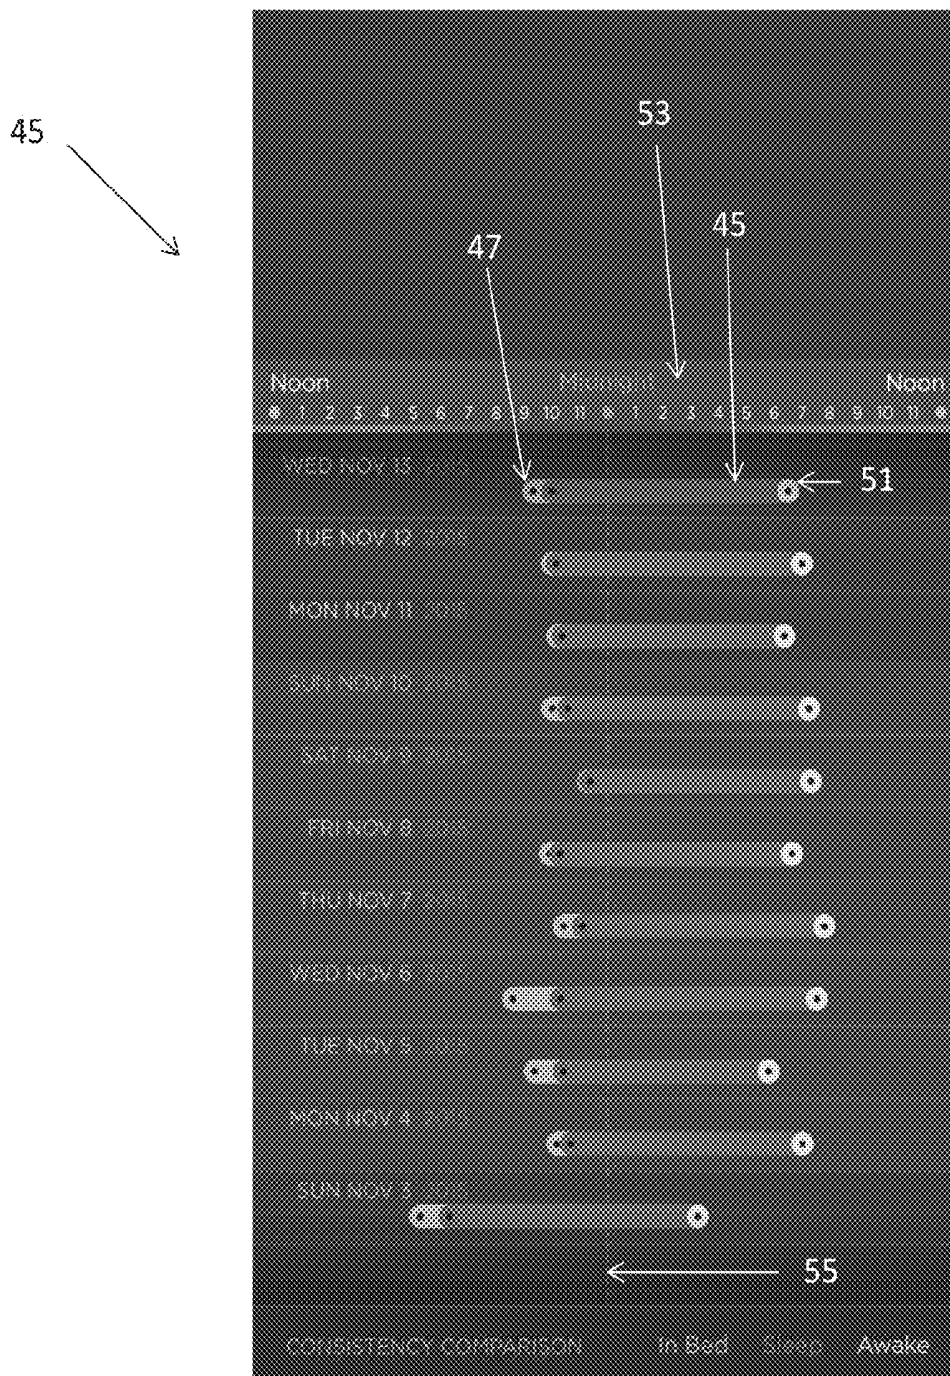 53
45
45
47
Noon Midnight Noon
1 2 3 4 5 6 7 8 9 10 11 1 2 3 4 5 6 7 8 9 10 11
WED NOV 13
51
TUE NOV 12
MON NOV 11
SUN NOV 10
SAT NOV 9
FRI NOV 8
THU NOV 7
WED NOV 6
TUE NOV 5
MON NOV 4
SUN NOV 3
55
CONSISTENCY COMPARISON In Bed Sleep Awake